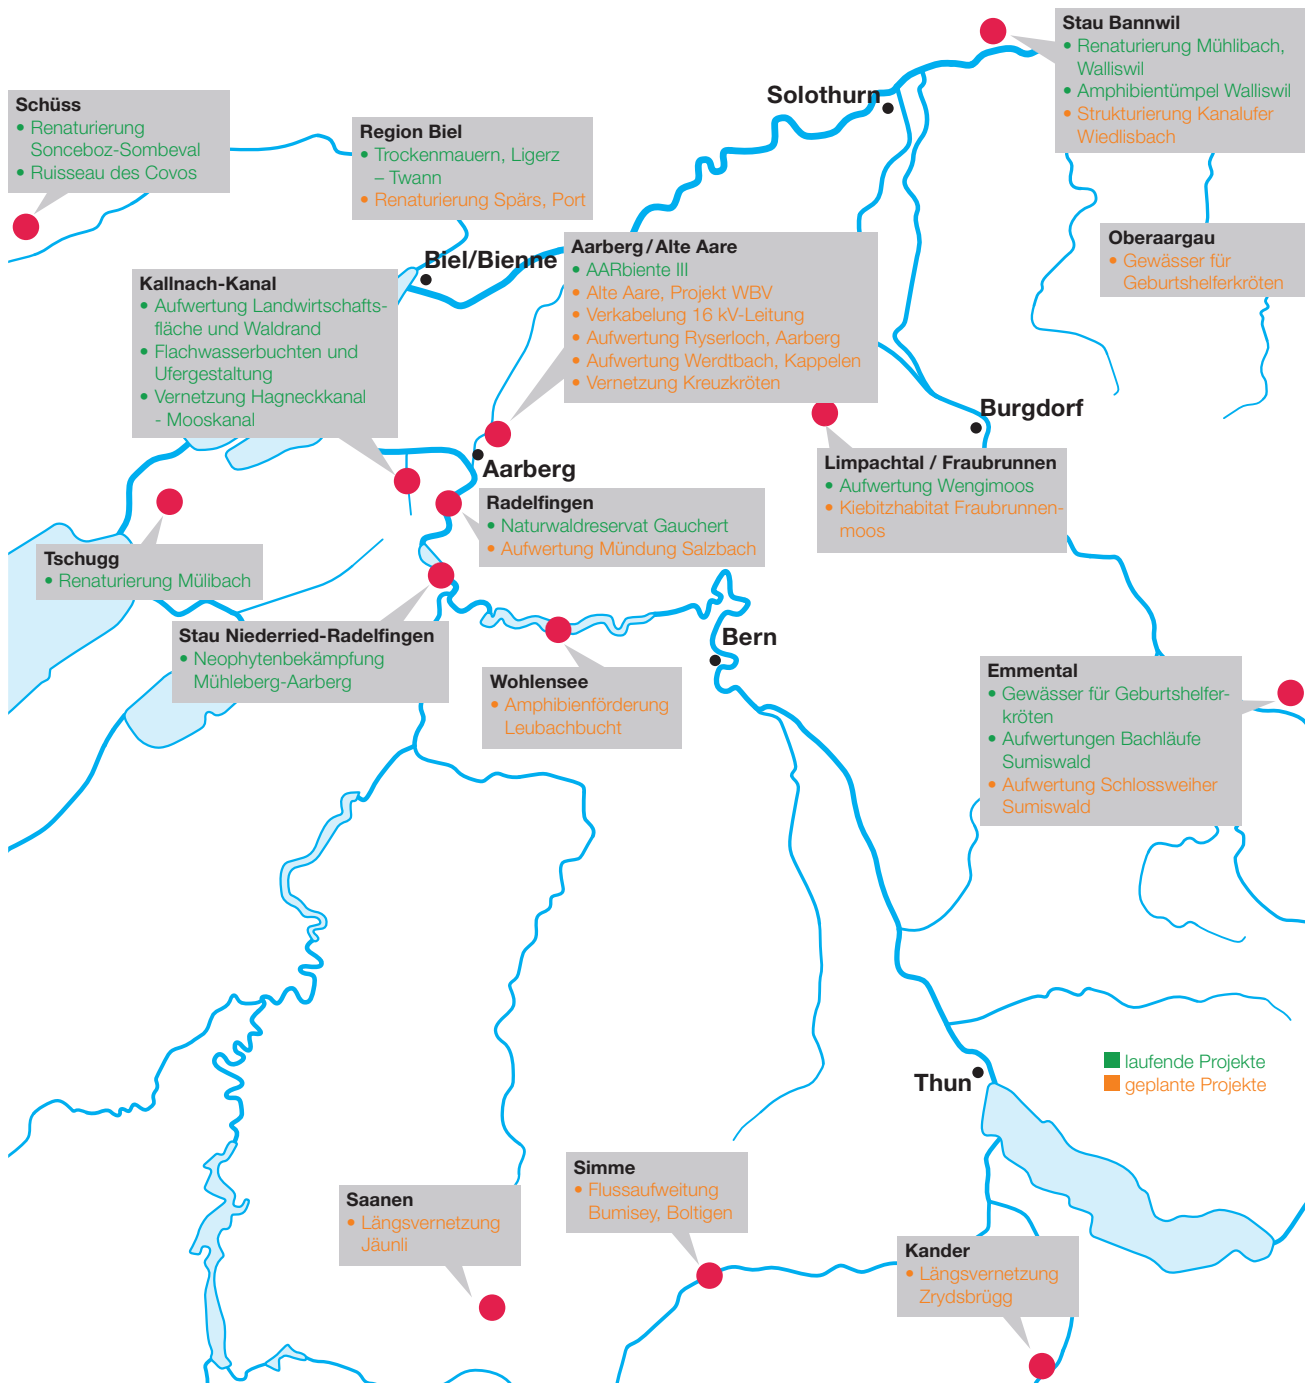 Stau Bannwil
• Renaturierung Mühlibach,
Walliswil
• Amphibientümpel Walliswil
• Strukturierung Kanalufer
Wiedlisbach
Solothurn
Schüss
• Renaturierung
Sonceboz-Sombeval
• Ruisseau des Covos
Region Biel
• Trockenmauern, Ligerz
– Twann
• Renaturierung Spärs, Port
Oberaargau
• Gewässer für
Geburtshelferkröten
Biel/Bienne
Aarberg/Alte Aare
• AARbiente III
• Alte Aare, Projekt WBV
• Verkabelung 16 kV-Leitung
• Aufwertung Ryserloch, Aarberg
• Aufwertung Werdtbach, Kappelen
• Vernetzung Kreuzkröten
Kallnach-Kanal
• Aufwertung Landwirtschafts-
fläche und Waldrand
• Flachwasserbuchten und
Ufergestaltung
• Vernetzung Hagneckkanal
- Mooskanal
Burgdorf
Aarberg
Limpachtal / Fraubrunnen
• Aufwertung Wengimoos
• Kiebitzhabitat Fraubrunnen-
moos
Radelfingen
• Naturwaldreservat Gauchert
• Aufwertung Mündung Salzbach
Tschugg
• Renaturierung Mülibach
Stau Niederried-Radelfingen
• Neophytenbekämpfung
Mühleberg-Aarberg
Bern
Wohlensee
• Amphibienförderung
Leubachbucht
Emmental
• Gewässer für Geburtshelfer-
kröten
• Aufwertungen Bachläufe
Sumiswald
• Aufwertung Schlossweiher
Sumiswald
laufende Projekte
geplante Projekte
Thun
Simme
• Flussaufweitung
Bumisey, Boltigen
Saanen
• Längsvernetzung
Jäunli
Kander
• Längsvernetzung
Zrydsbrügg